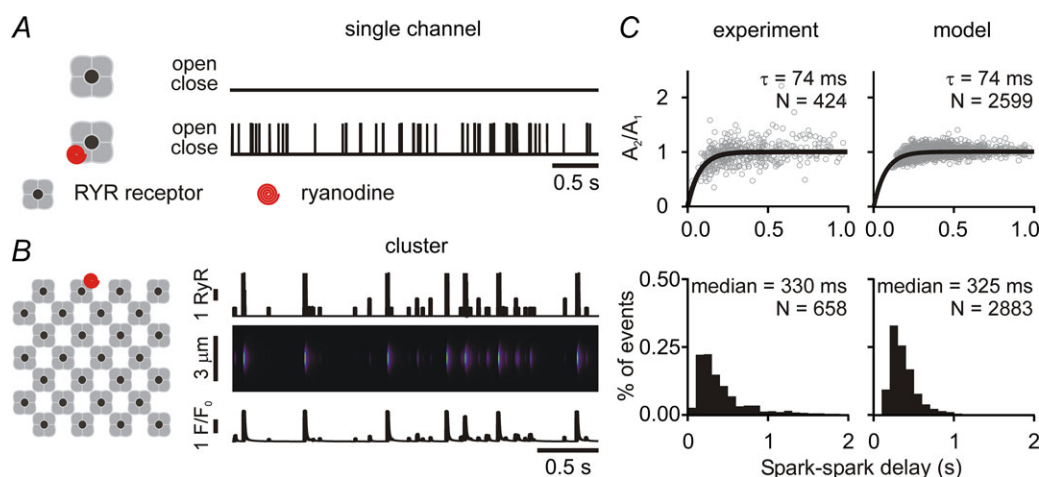 A
single channel
open
close
open
close
0.5 s
RYR receptor
ryanodine
B
cluster
1 RyR
3 μm
1 F/F₀
0.5 s
C
experiment
model
τ = 74 ms
N = 424
τ = 74 ms
N = 2599
A₂/A₁
2
1
0
0.0
0.5
1.0
0.0
0.5
1.0
median = 330 ms
N = 658
median = 325 ms
N = 2883
% of events
0.50
0.25
0.00
0
1
2
0
1
2
Spark-spark delay (s)